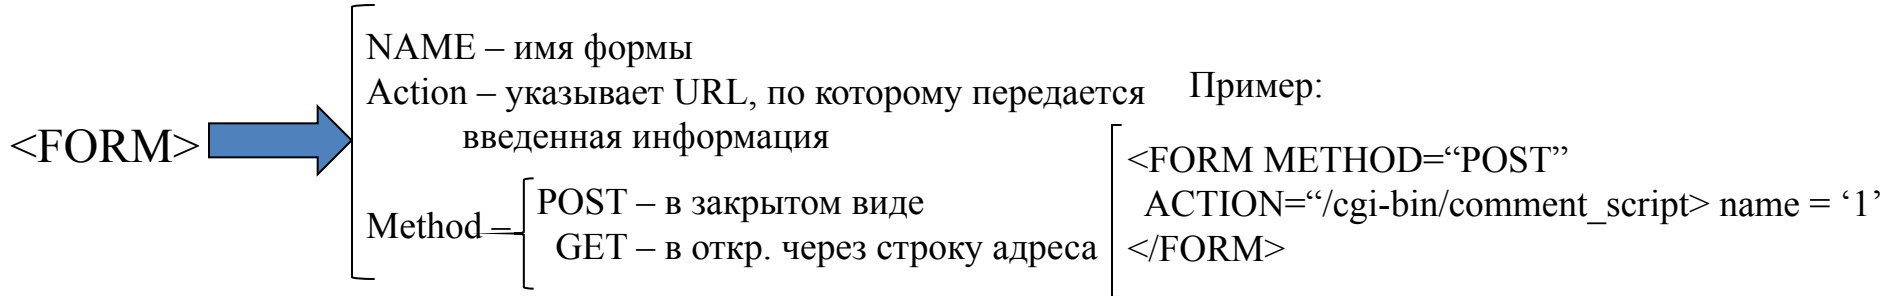 <FORM>
NAME – имя формы
Action – указывает URL, по которому передается
введенная информация
Method –
POST – в закрытом виде
GET – в откр. через строку адреса
Пример:
<FORM METHOD=“POST”
ACTION=“/cgi-bin/comment_script> name = ‘1’
</FORM>